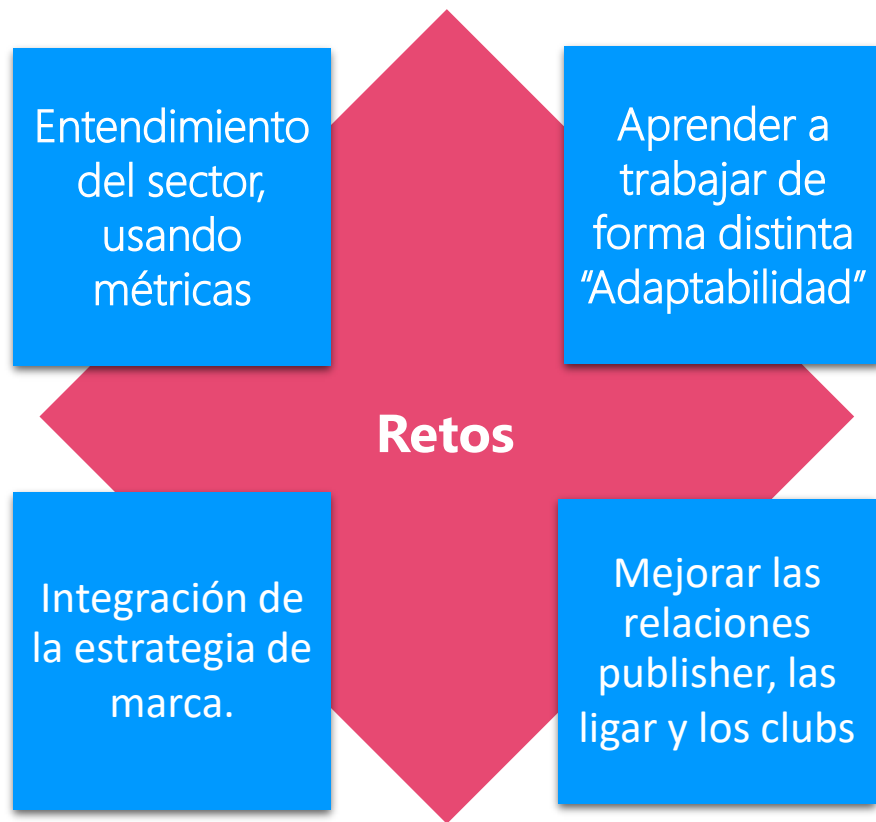 Entendimiento
del sector,
usando
métricas
Aprender a
trabajar de
forma distinta
“Adaptabilidad”
Retos
Integración de
la estrategia de
marca.
Mejorar las
relaciones
publisher, las
ligar y los clubs